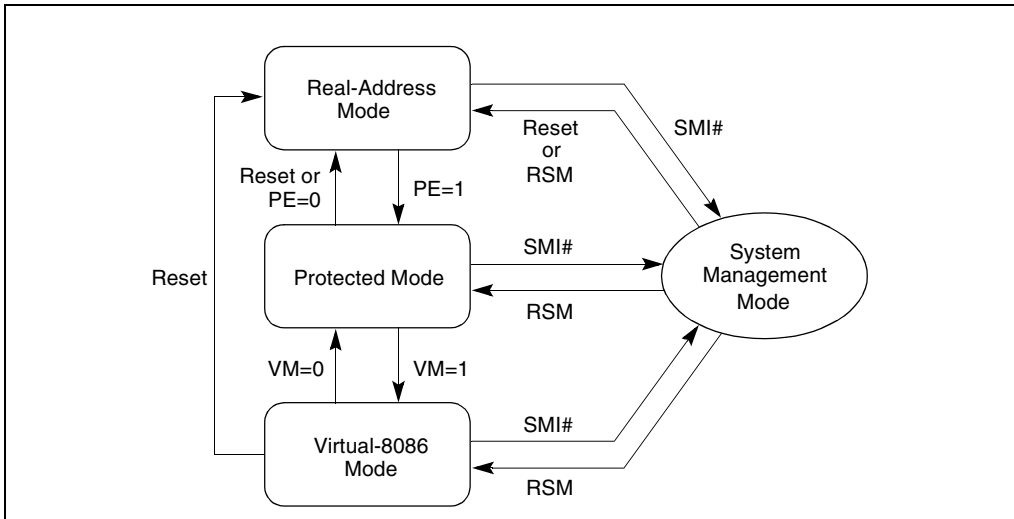 Real-Address
Mode
SMI#
Reset
or
RSM
Reset or
PE=0
PE=1
SMI#
System
Management
Mode
Reset
Protected Mode
RSM
VM=0
VM=1
SMI#
Virtual-8086
Mode
RSM